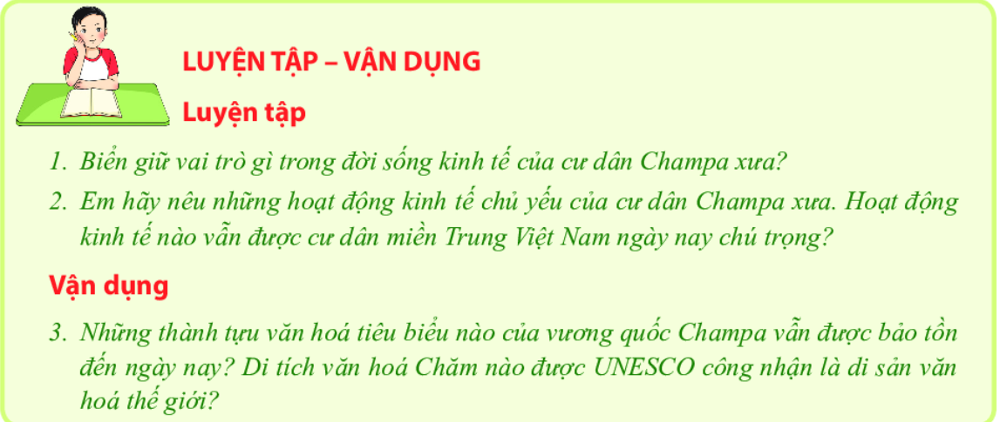 LUYỆN TẬP – VẬN DỤNG
Luyện tập
1. Biển giữ vai trò gì trong đời sống kinh tế của cư dân Champa xưa?
2. Em hãy nêu những hoạt động kinh tế chủ yếu của cư dân Champa xưa. Hoạt động
kinh tế nào vẫn được cư dân miền Trung Việt Nam ngày nay chú trọng?
Vận dụng
3. Những thành tựu văn hoá tiêu biểu nào của vương quốc Champa vẫn được bảo tồn
đến ngày nay? Di tích văn hoá Chăm nào được UNESCO công nhận là di sản văn
hoá thế giới?